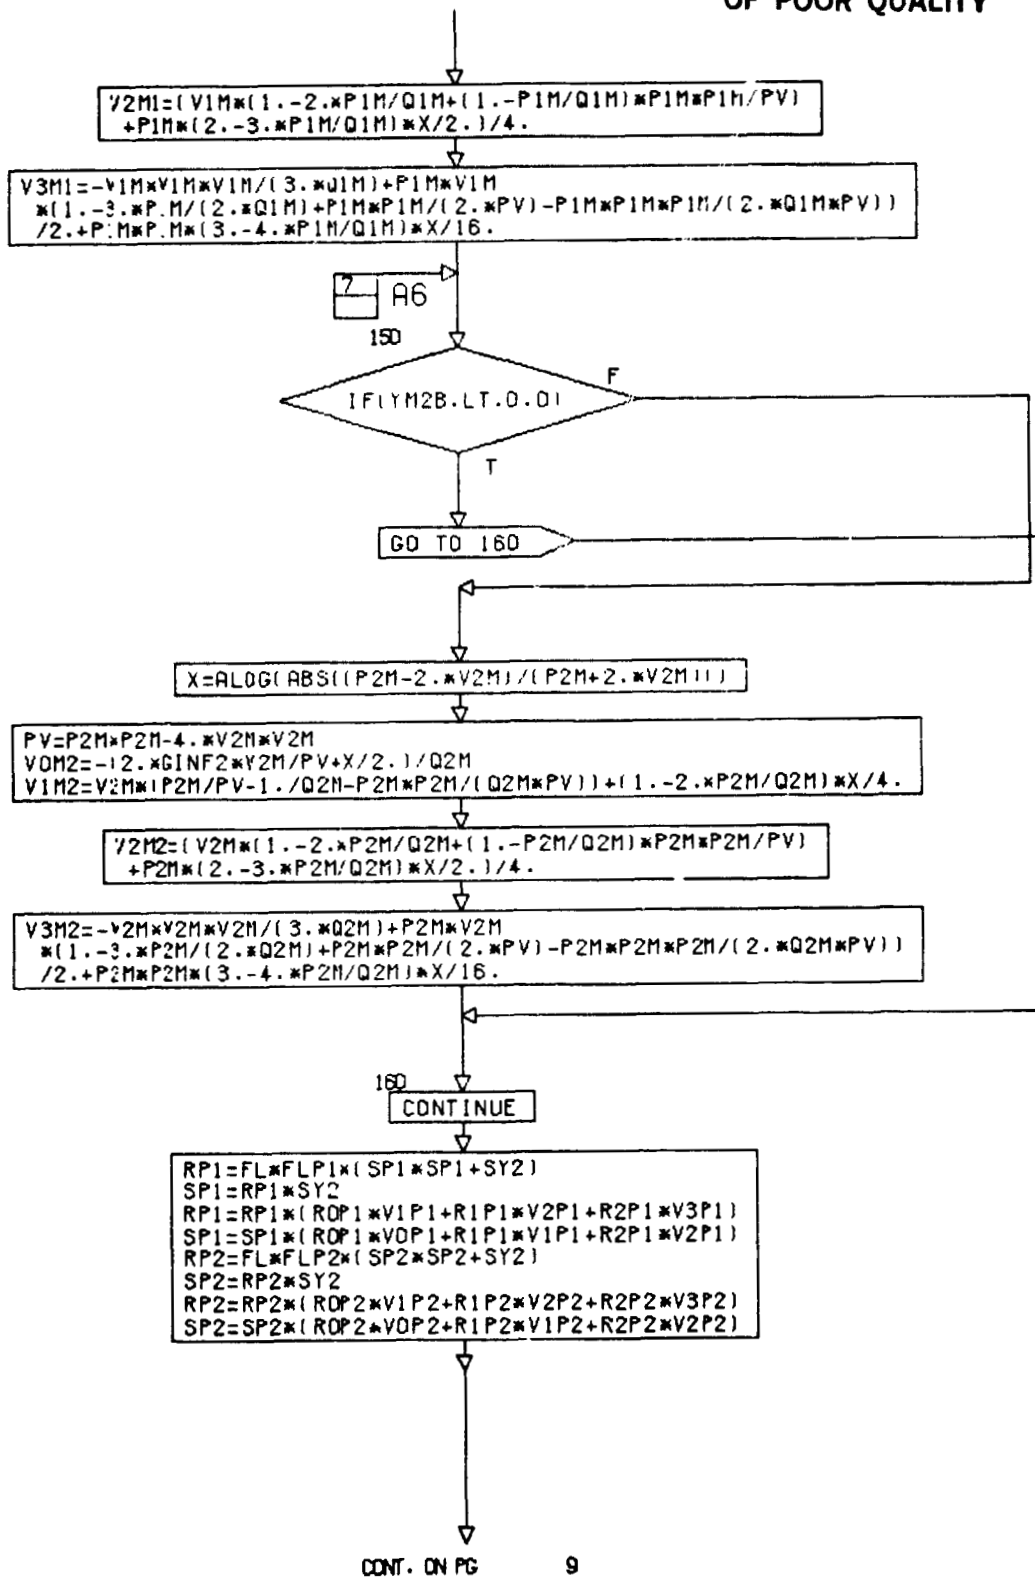 OF POOR QUALITY
V2M1=(V1M*(1.-2.*P1M/Q1M+(1.-P1M/Q1M)*P1M*P1M/PV)
+P1M*(2.-3.*P1M/Q1M)*X/2.)/4.
V3M1=-V1M*V1M*V1M/(3.*Q1M)+P1M*V1M
*(1.-3.*P1M/(2.*Q1M)+P1M*P1M/(2.*PV)-P1M*P1M*P1M/(2.*Q1M*PV))
/2.+P1M*P1M*(3.-4.*P1M/Q1M)*X/16.
7
A6
150
IF(YM2B.LT.0.0)
F
T
GO TO 160
X=ALOG(ABS((P2M-2.*V2M)/(P2M+2.*V2M)))
PV=P2M*P2M-4.*V2M*V2M
V0M2=-(2.*GINF2*V2M/PV+X/2.)/Q2M
V1M2=V2M*(P2M/PV-1./Q2M-P2M*P2M/(Q2M*PV))+(1.-2.*P2M/Q2M)*X/4.
V2M2=(V2M*(1.-2.*P2M/Q2M+(1.-P2M/Q2M)*P2M*P2M/PV)
+P2M*(2.-3.*P2M/Q2M)*X/2.)/4.
V3M2=-V2M*V2M*V2M/(3.*Q2M)+P2M*V2M
*(1.-3.*P2M/(2.*Q2M)+P2M*P2M/(2.*PV)-P2M*P2M*P2M/(2.*Q2M*PV))
/2.+P2M*P2M*(3.-4.*P2M/Q2M)*X/16.
160
CONTINUE
RP1=FL*FLP1*(SP1*SP1+SY2)
SP1=RP1*SY2
RP1=RP1*(R0P1*V1P1+R1P1*V2P1+R2P1*V3P1)
SP1=SP1*(R0P1*V0P1+R1P1*V1P1+R2P1*V2P1)
RP2=FL*FLP2*(SP2*SP2+SY2)
SP2=RP2*SY2
RP2=RP2*(R0P2*V1P2+R1P2*V2P2+R2P2*V3P2)
SP2=SP2*(R0P2*V0P2+R1P2*V1P2+R2P2*V2P2)
CONT. ON PG 9